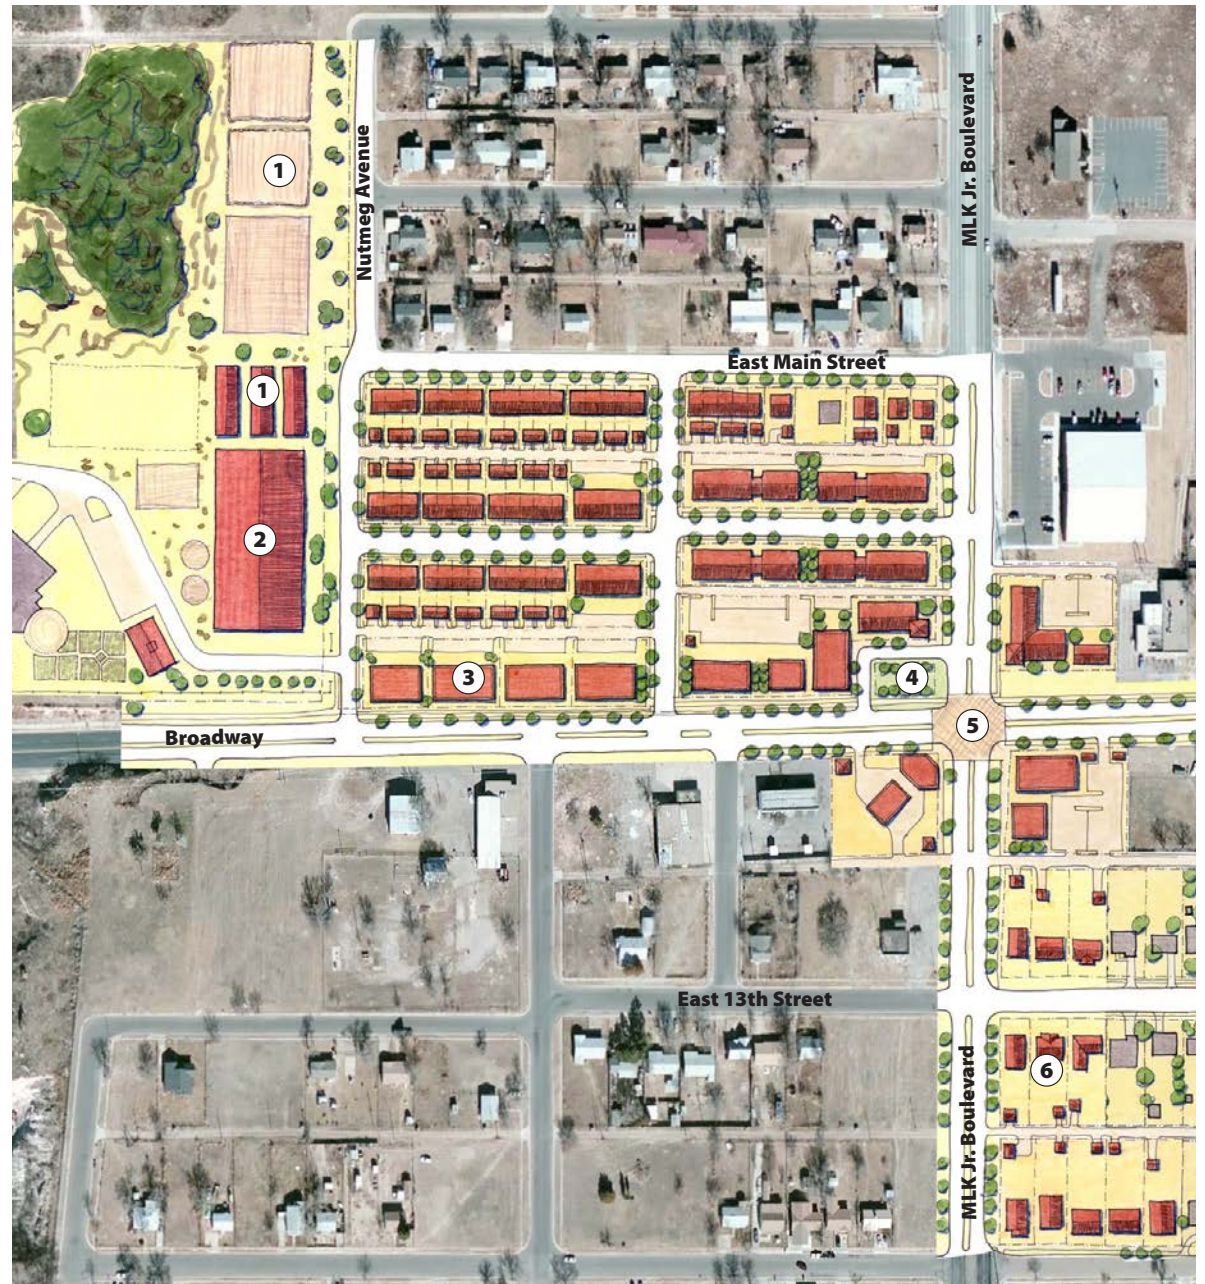 MLK Jr. Boulevard
Nutmeg Avenue
1
East Main Street
1
2
3
4
5
Broadway
East 13th Street
6
MLK Jr. Boulevard